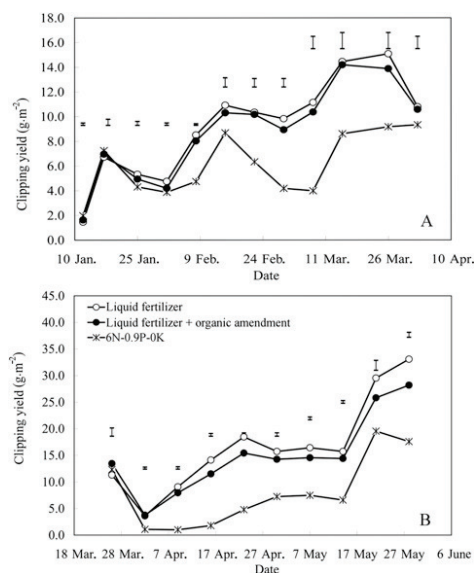 18.0
16.0
14.0
12.0
10.0
8.0
6.0
4.0
2.0
0.0
Clipping yield (g·m⁻²)
A
10 Jan. 25 Jan. 9 Feb. 24 Feb. 11 Mar. 26 Mar. 10 Apr.
Date
45.0
40.0
35.0
30.0
25.0
20.0
15.0
10.0
5.0
0.0
Clipping yield (g·m⁻²)
Liquid fertilizer
Liquid fertilizer + organic amendment
6N-0.9P-0K
B
18 Mar. 28 Mar. 7 Apr. 17 Apr. 27 Apr. 7 May 17 May 27 May 6 June
Date